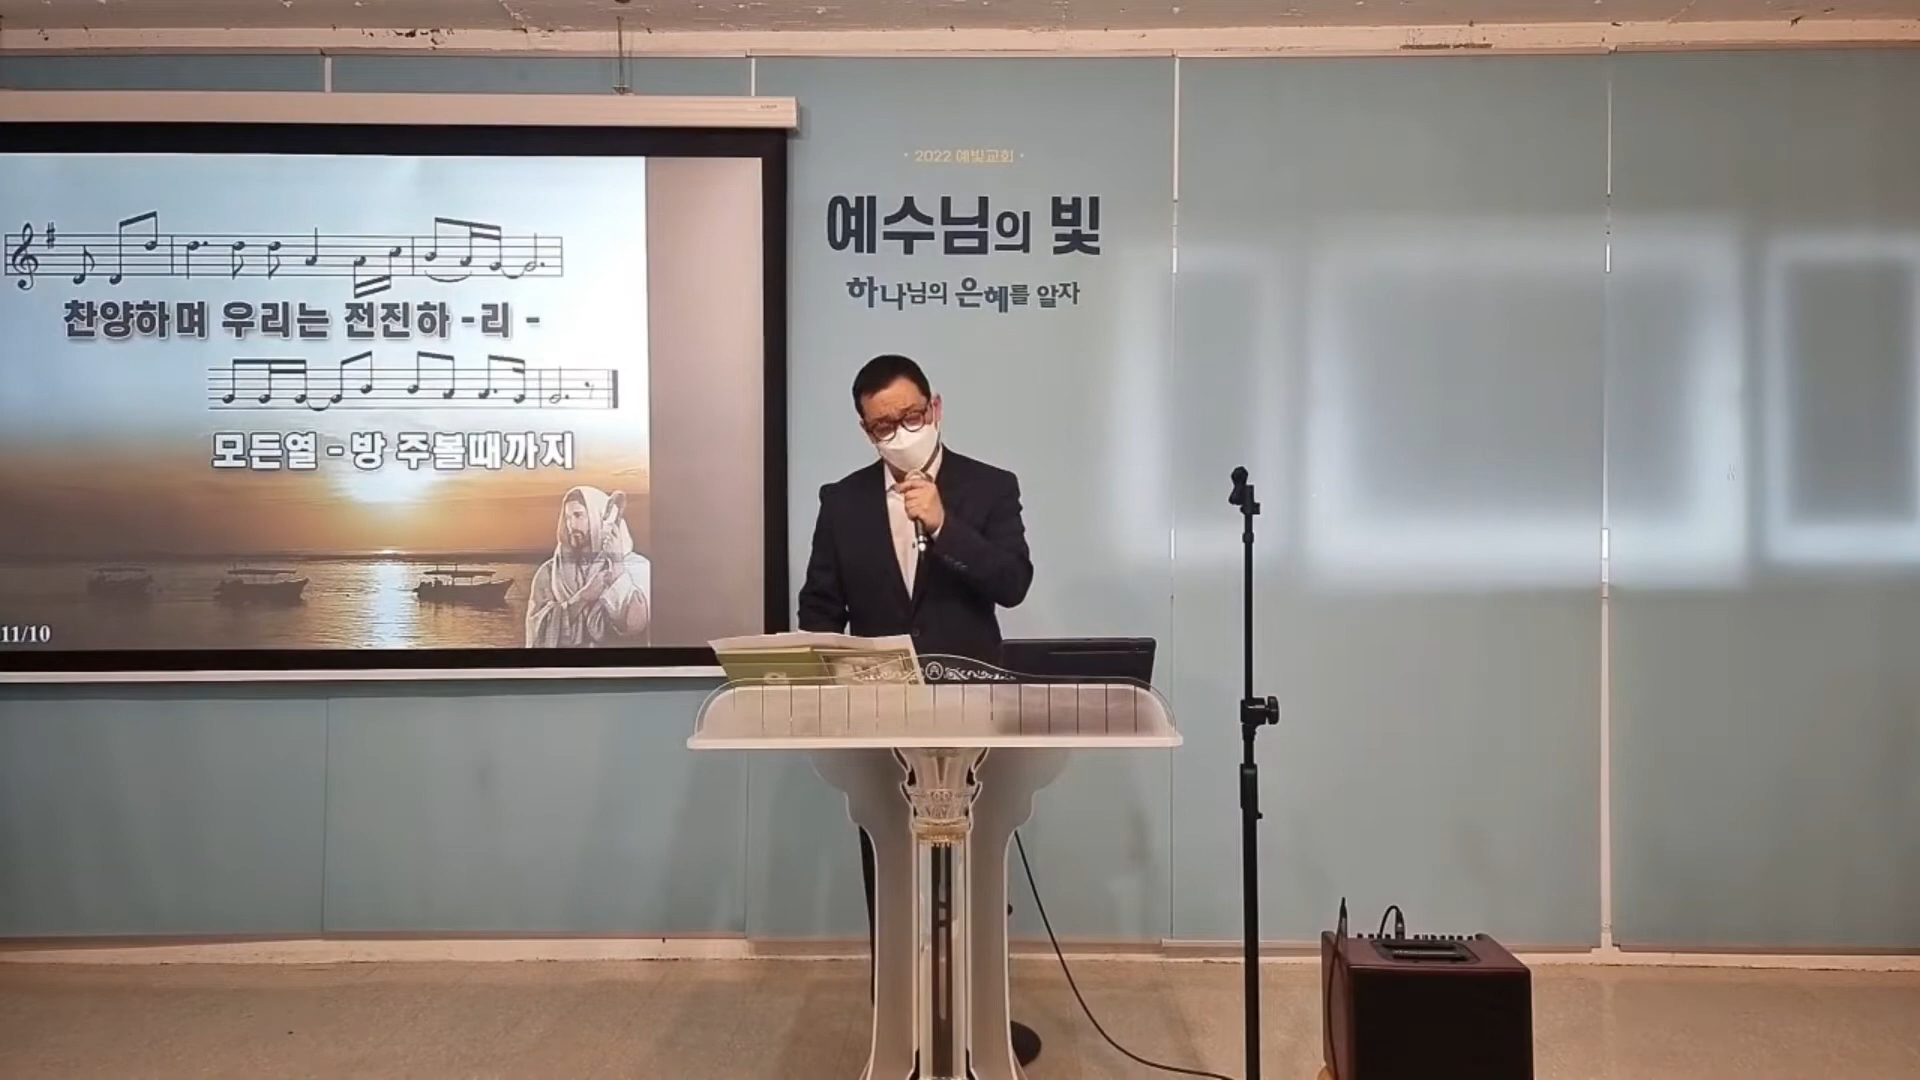 찬양하며 우리는 전진하-리-
모든열-방 주볼때까지
11/10
• 2022 예빛교회 •
예수님의 빛
하나님의 은혜를 알자